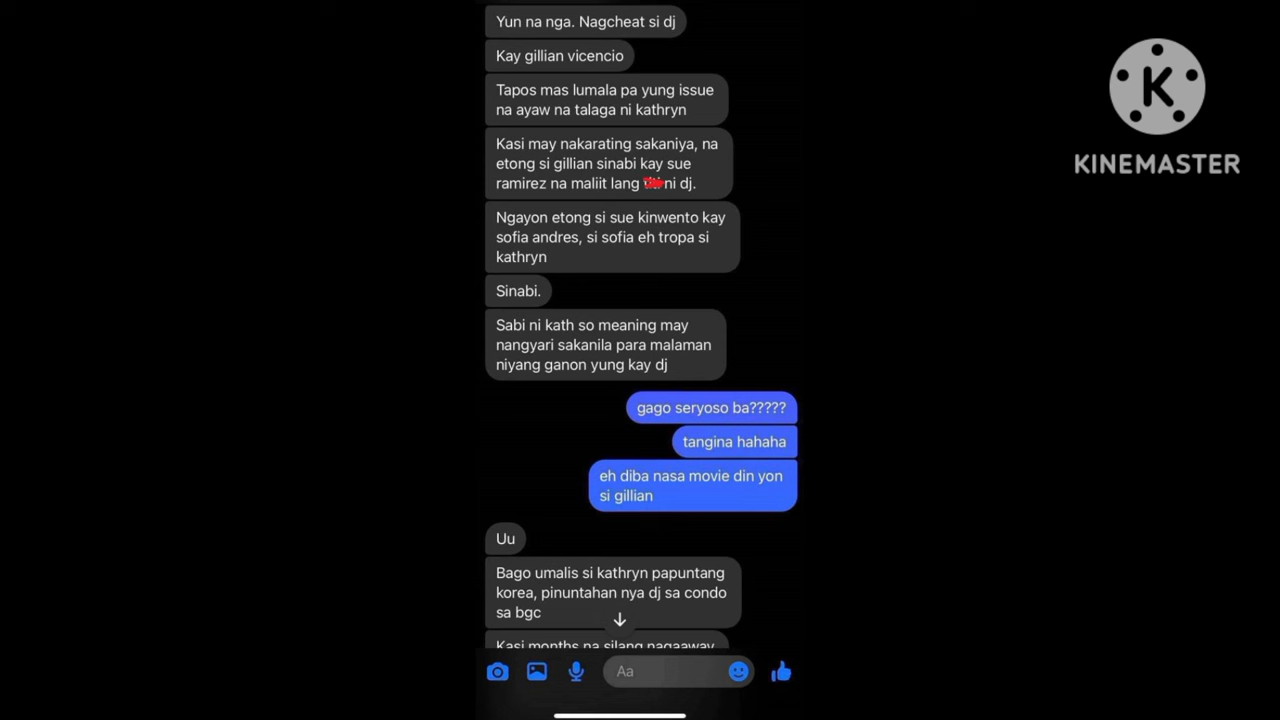 Yun na nga. Nagcheat si dj
Kay gillian vicencio
Tapos mas lumala pa yung issue
na ayaw na talaga ni kathryn
Kasi may nakarating sakaniya, na
etong si gillian sinabi kay sue
ramirez na maliit lang ni dj.
Ngayon etong si sue kinwento kay
sofia andres, si sofia eh tropa si
kathryn
Sinabi.
Sabi ni kath so meaning may
nangyari sakanila para malaman
niyang ganon yung kay dj
gago seryoso ba?????
tangina hahaha
eh diba nasa movie din yon
si gillian
Uu
Bago umalis si kathryn papuntang
korea, pinuntahan nya dj sa condo
sa bgc
Kasi months na silang nagaaway
Aa
K
KINEMASTER